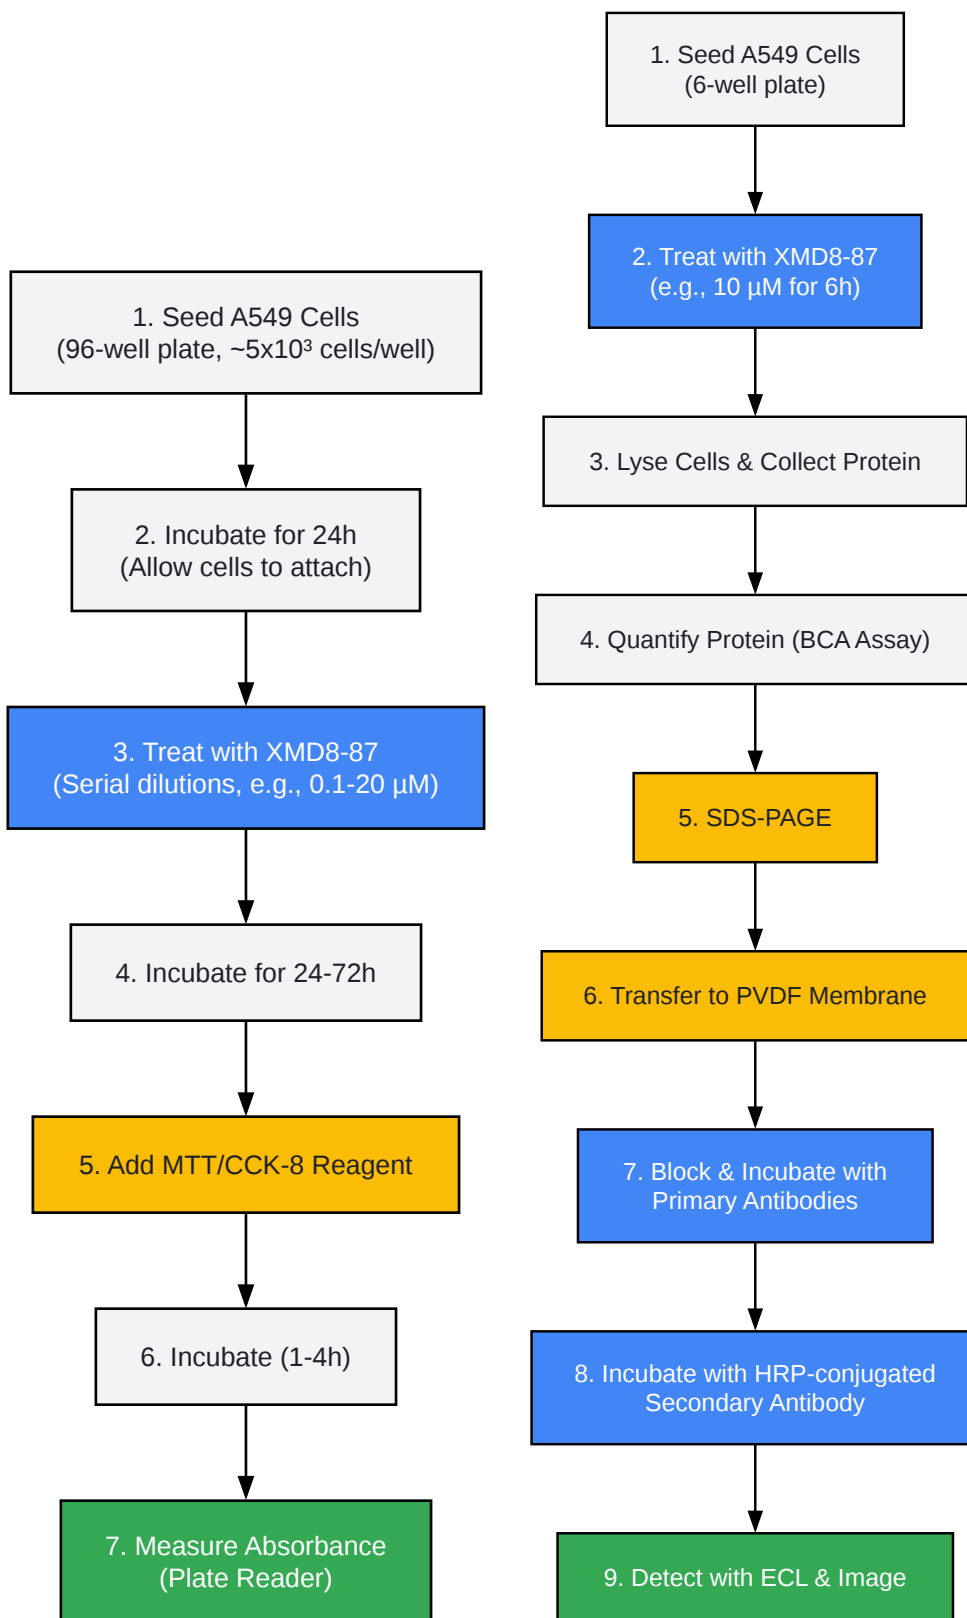 1. Seed A549 Cells
(96-well plate, ~5x10³ cells/well)
2. Incubate for 24h
(Allow cells to attach)
3. Treat with XMD8-87
(Serial dilutions, e.g., 0.1-20 µM)
4. Incubate for 24-72h
5. Add MTT/CCK-8 Reagent
6. Incubate (1-4h)
7. Measure Absorbance
(Plate Reader)
1. Seed A549 Cells
(6-well plate)
2. Treat with XMD8-87
(e.g., 10 µM for 6h)
3. Lyse Cells & Collect Protein
4. Quantify Protein (BCA Assay)
5. SDS-PAGE
6. Transfer to PVDF Membrane
7. Block & Incubate with
Primary Antibodies
8. Incubate with HRP-conjugated
Secondary Antibody
9. Detect with ECL & Image